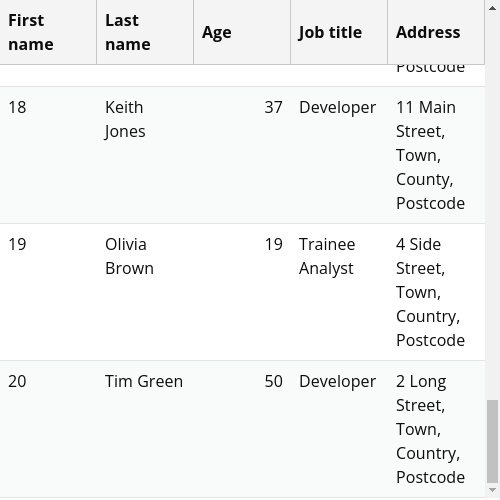 First name Last name Age Job title Address
Postcode
18 Keith Jones 37 Developer 11 Main Street, Town, County, Postcode
19 Olivia Brown 19 Trainee Analyst 4 Side Street, Town, Country, Postcode
20 Tim Green 50 Developer 2 Long Street, Town, Country, Postcode